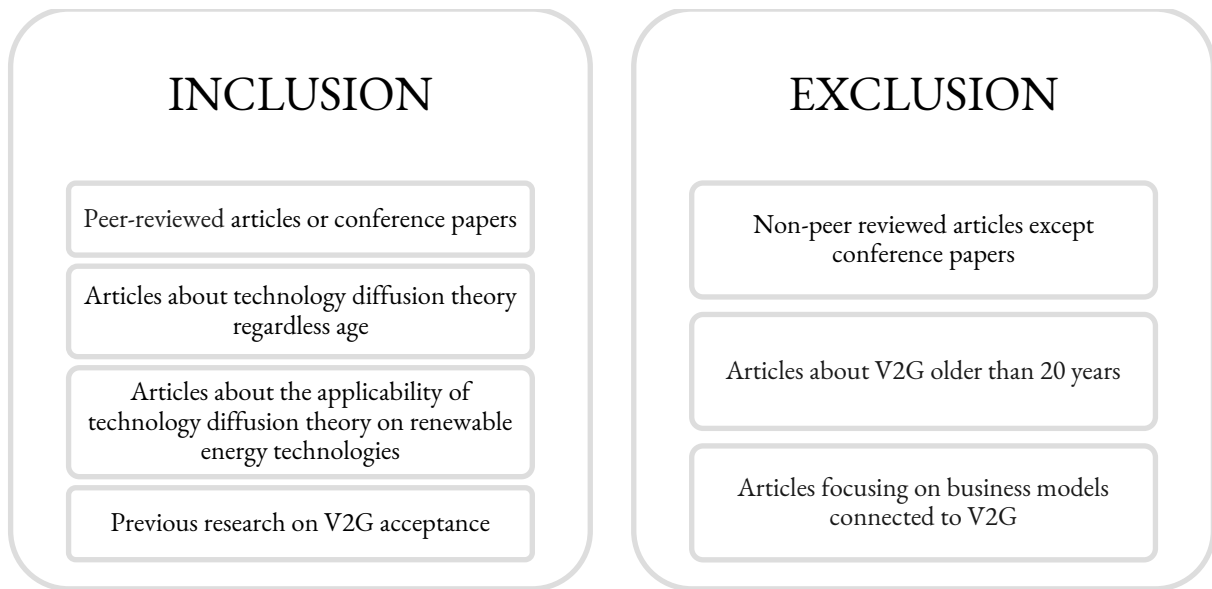 INCLUSION
Peer-reviewed articles or conference papers
Articles about technology diffusion theory
regardless age
Articles about the applicability of
technology diffusion theory on renewable
energy technologies
Previous research on V2G acceptance
EXCLUSION
Non-peer reviewed articles except
conference papers
Articles about V2G older than 20 years
Articles focusing on business models
connected to V2G